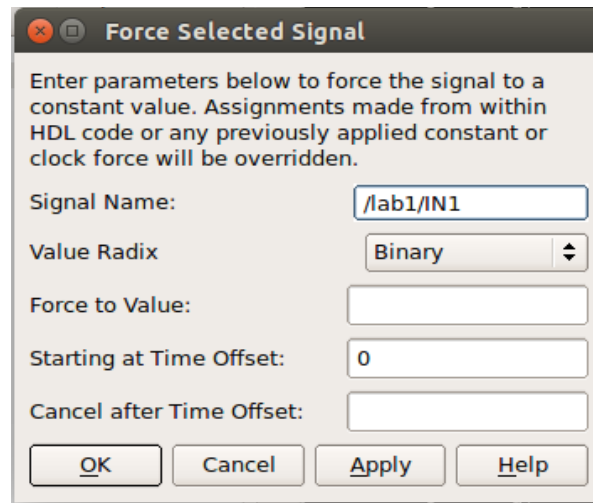 Force Selected Signal
Enter parameters below to force the signal to a
constant value. Assignments made from within
HDL code or any previously applied constant or
clock force will be overridden.
Signal Name: /lab1/IN1
Value Radix Binary
Force to Value:
Starting at Time Offset: 0
Cancel after Time Offset:
OK Cancel Apply Help